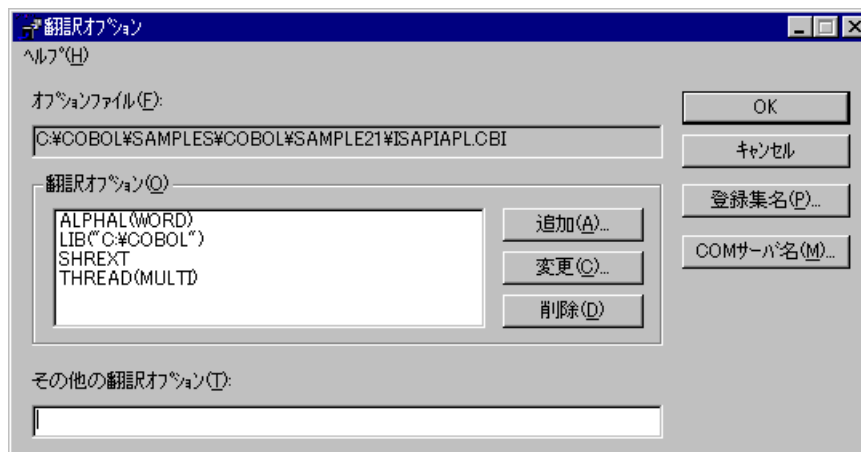 翻訳オプション
ヘルプ(H)
オプションファイル(F):
C:¥COBOL¥SAMPLES¥COBOL¥SAMPLE21¥ISAPIAPL.CBI
翻訳オプション(O)
ALPHAL(WORD)
LIB("C:¥COBOL")
SHREXT
THREAD(MULTI)
追加(A)...
変更(C)...
削除(D)
その他の翻訳オプション(T):
OK
キャンセル
登録集名(P)...
COMサーバ名(M)...